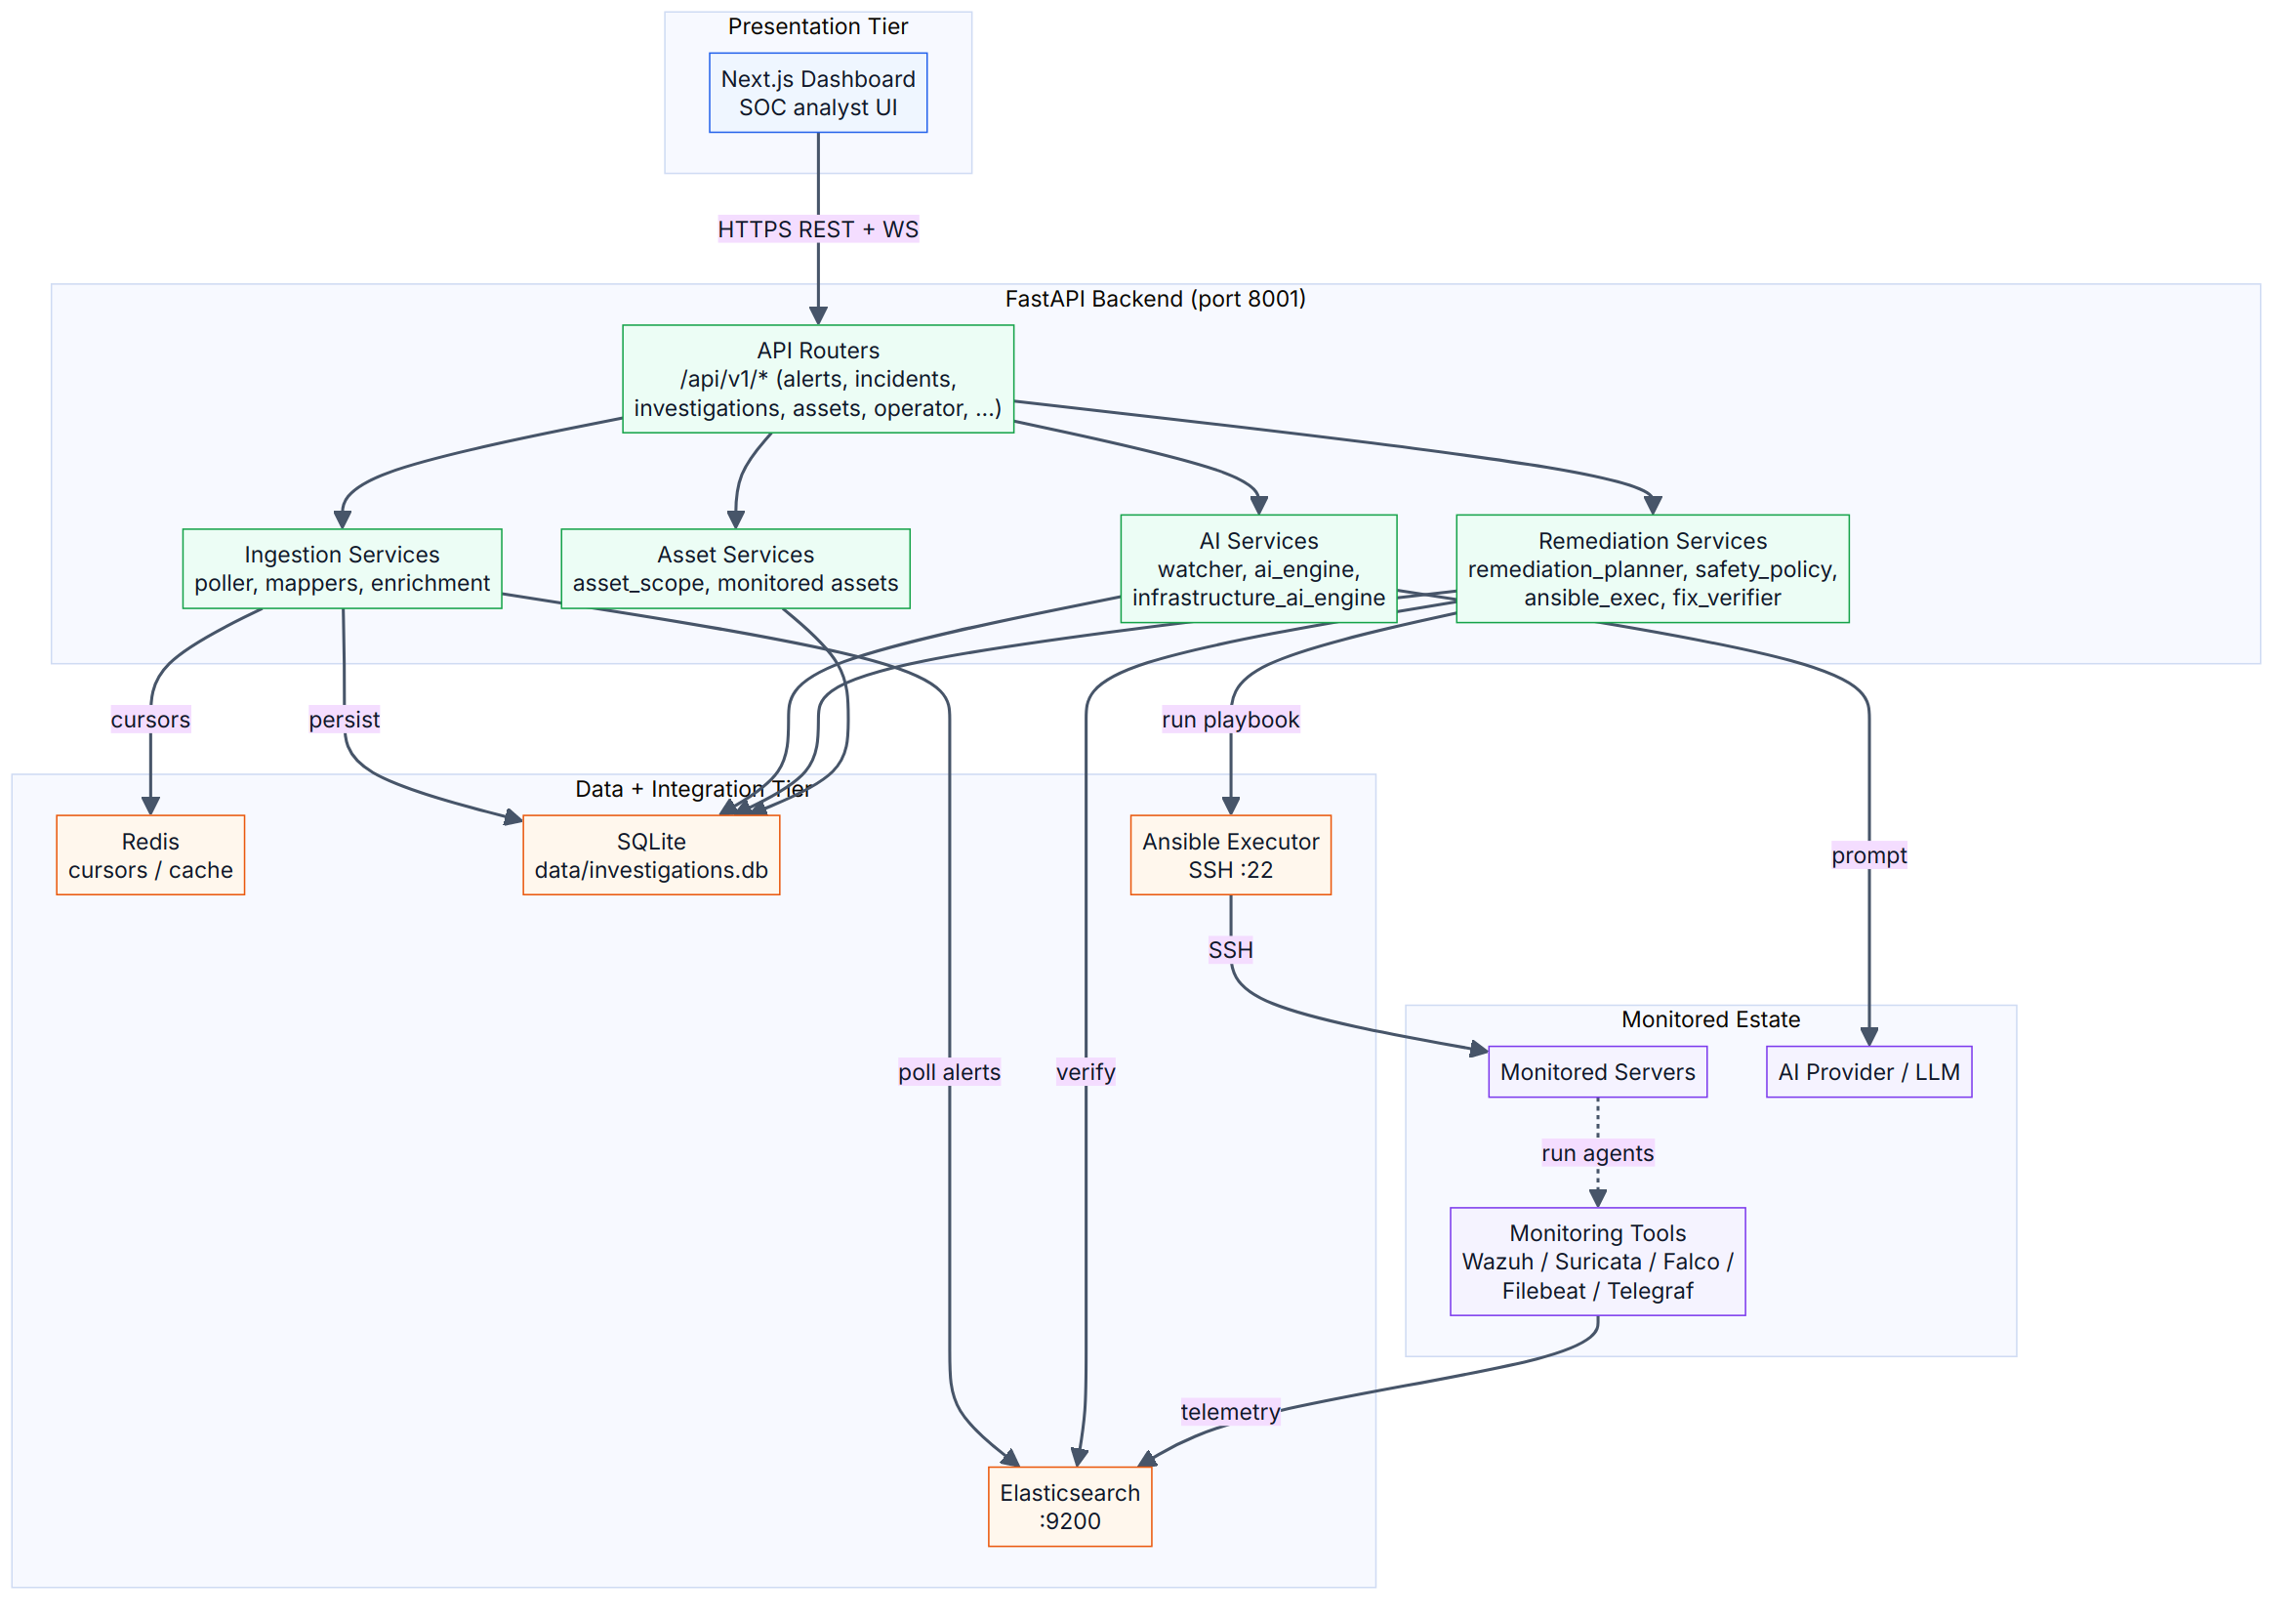 Presentation Tier
Next.js Dashboard
SOC analyst UI
HTTPS REST + WS
FastAPI Backend (port 8001)
API Routers
/api/v1/* (alerts, incidents,
investigations, assets, operator, ...)
Ingestion Services
poller, mappers, enrichment
Asset Services
asset_scope, monitored assets
AI Services
watcher, ai_engine,
infrastructure_ai_engine
Remediation Services
remediation_planner, safety_policy,
ansible_exec, fix_verifier
cursors
persist
run playbook
Data + Integration Tier
Redis
cursors / cache
SQLite
data/investigations.db
Ansible Executor
SSH :22
prompt
SSH
Monitored Estate
poll alerts
verify
Monitored Servers
AI Provider / LLM
run agents
Monitoring Tools
Wazuh / Suricata / Falco /
Filebeat / Telegraf
telemetry
Elasticsearch
:9200